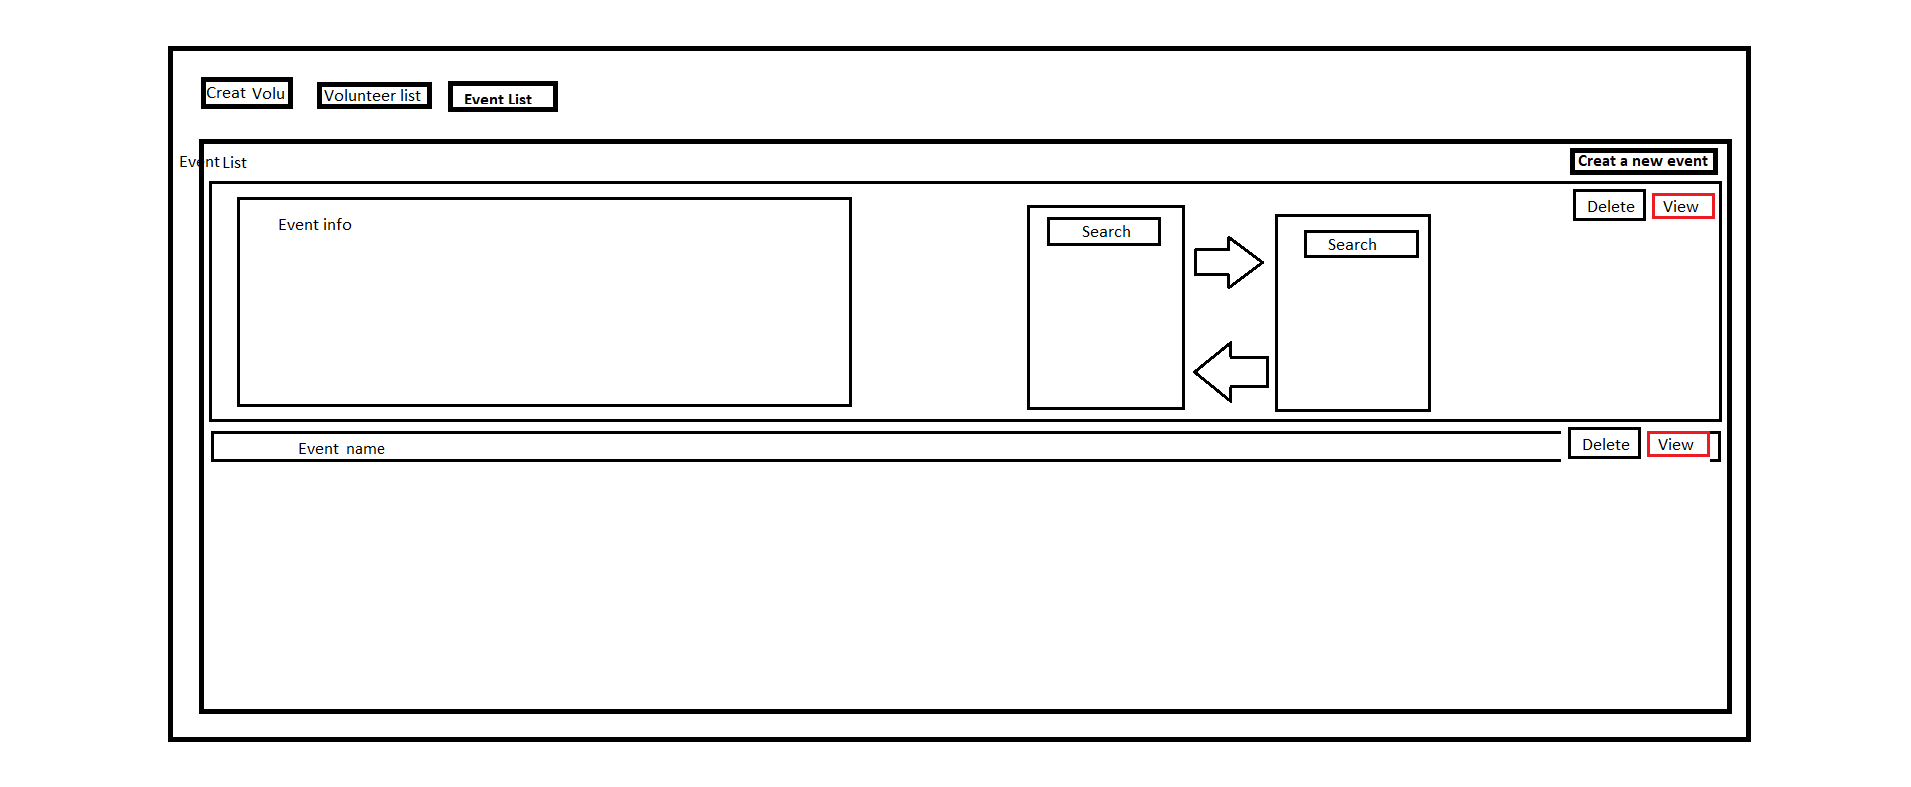 Creat Volu
Volunteer list
Event List
Event List
Creat a new event
Event info
Search
Search
Delete
View
Event name
Delete
View